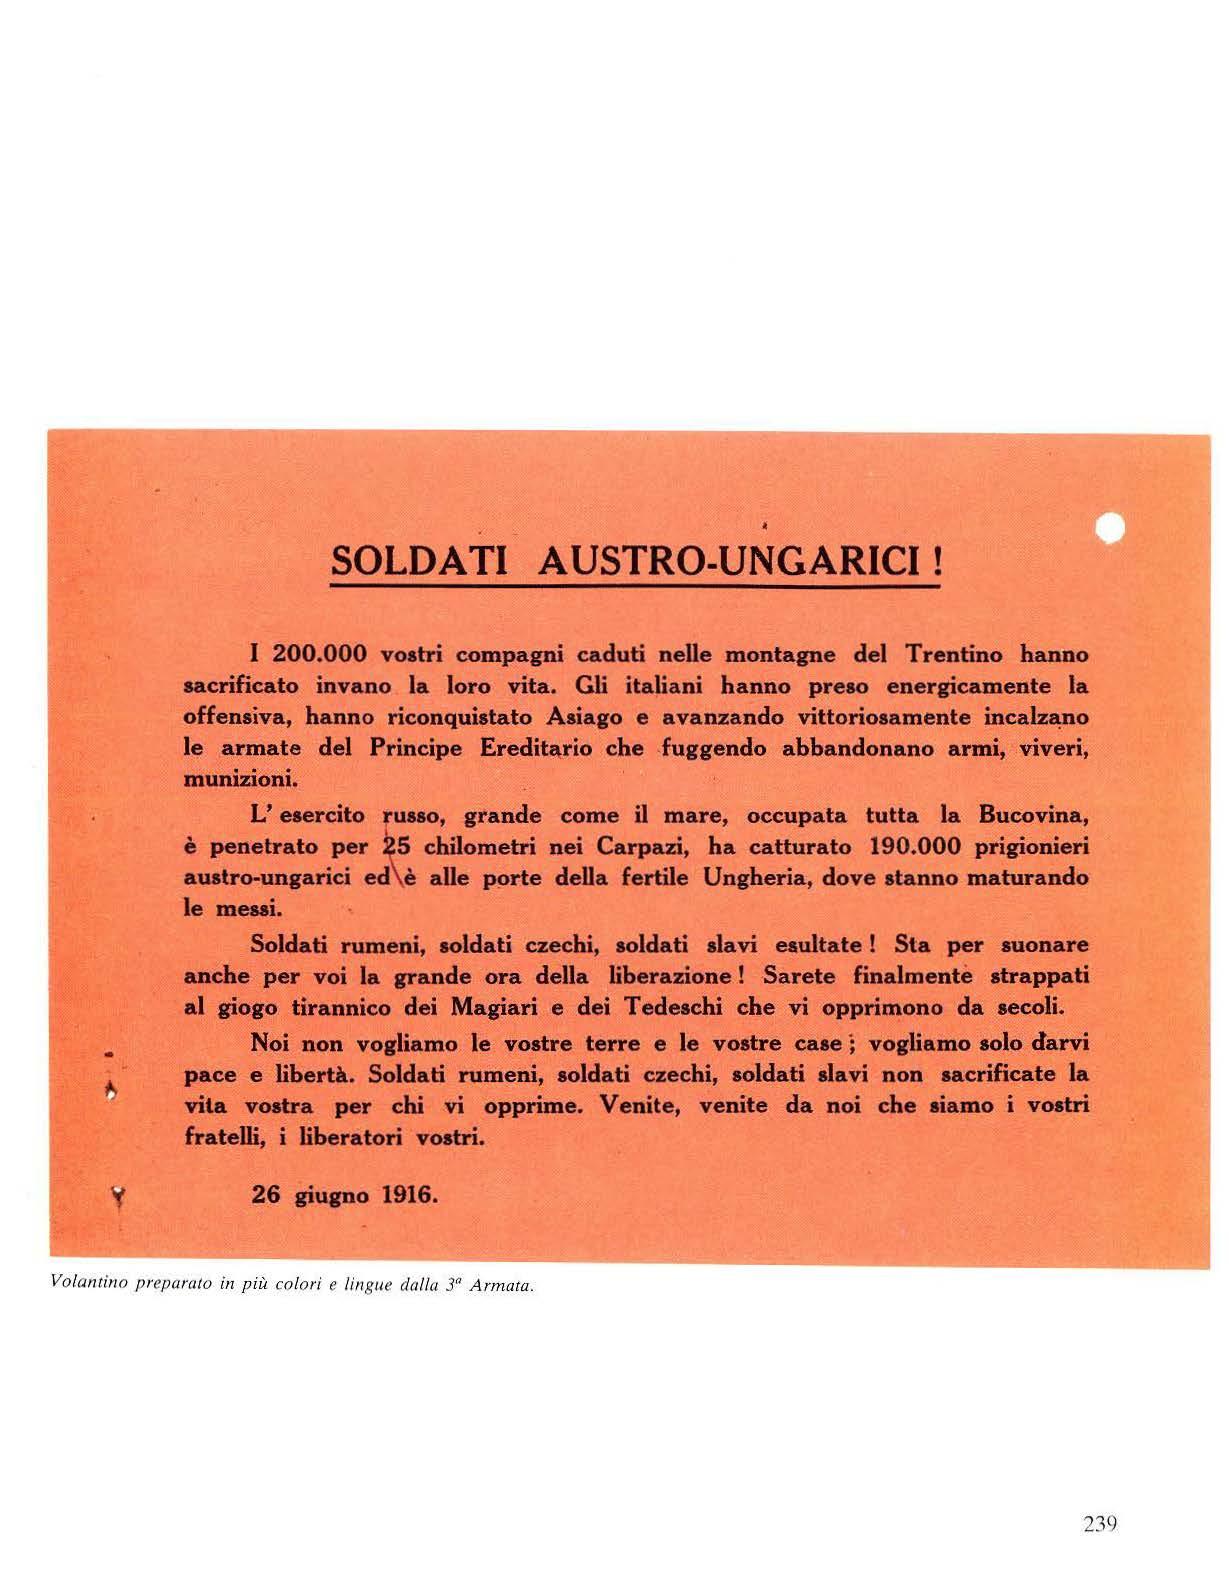 SOLDATI AUSTRO-UNGARICI !
I 200.000 vostri compagni caduti nelle montagne del Trentino hanno
sacrificato invano la loro vita. Gli italiani hanno preso energicamente la
offensiva, hanno riconquistato Asiago e avanzando vittoriosamente incalzano
le armate del Principe Ereditario che fuggendo abbandonano armi, viveri,
munizioni.
L' esercito russo, grande come il mare, occupata tutta la Bucovina,
è penetrato per 25 chilometri nei Carpazi, ha catturato 190.000 prigionieri
austro-ungarici ed è alle porte della fertile Ungheria, dove stanno maturando
le messi.
Soldati rumeni, soldati czechi, soldati slavi esultate ! Sta per suonare
anche per voi la grande ora della liberazione ! Sarete finalmente strappati
al giogo tirannico dei Magiari e dei Tedeschi che vi opprimono da secoli.
Noi non vogliamo le vostre terre e le vostre case ; vogliamo solo darvi
pace e libertà. Soldati rumeni, soldati czechi, soldati slavi non sacrificate la
vita vostra per chi vi opprime. Venite, venite da noi che siamo i vostri
fratelli, i liberatori vostri.
26 giugno 1916.
Volantino preparato in più colori e lingue dalla 3ª Armata.
239